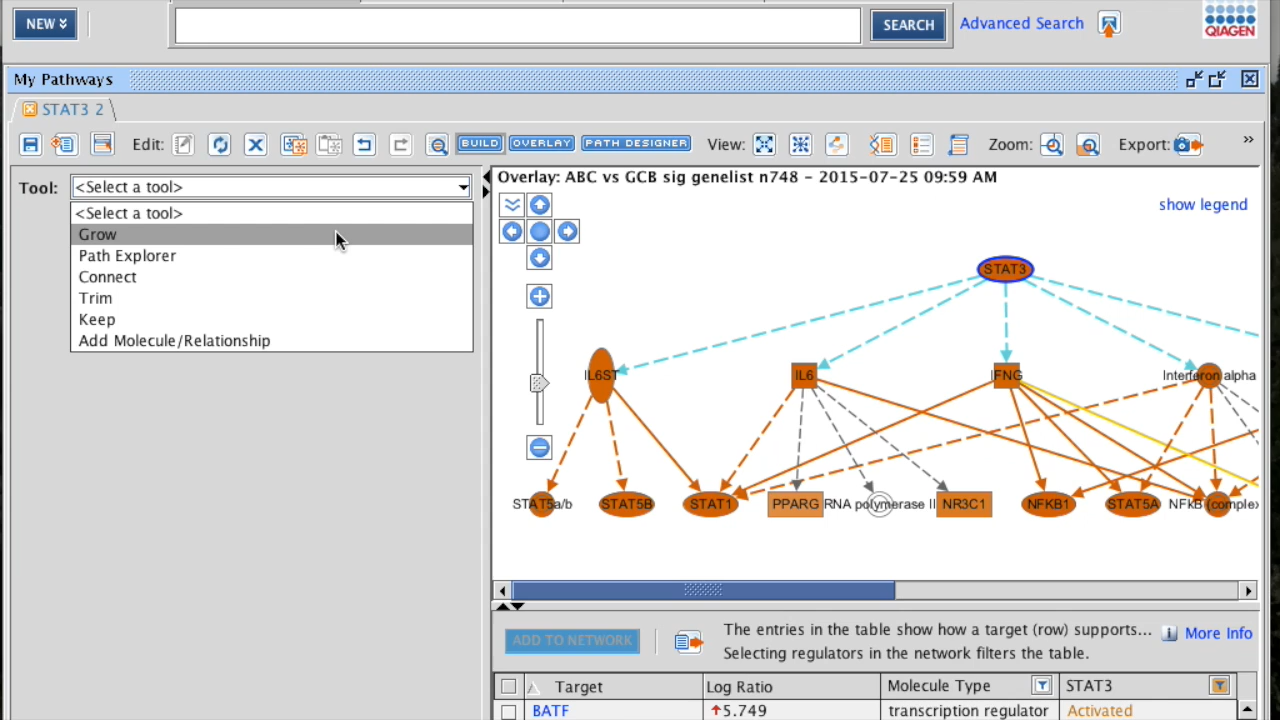 NEW
SEARCH
Advanced Search
QIAGEN
My Pathways
STAT3 2
Edit:
BUILD
OVERLAY
PATH DESIGNER
View:
Zoom:
Export:
»
Tool:
<Select a tool>
<Select a tool>
Grow
Path Explorer
Connect
Trim
Keep
Add Molecule/Relationship
Overlay: ABC vs GCB sig genelist n748 - 2015-07-25 09:59 AM
show legend
STAT3
IL6ST
IL6
IFNG
Interferon alpha
STAT5a/b
STAT5B
STAT1
PPARG
RNA polymerase II
NR3C1
NFKB1
STAT5A
NFkB (complex
ADD TO NETWORK
The entries in the table show how a target (row) supports...
Selecting regulators in the network filters the table.
More Info
Target
Log Ratio
Molecule Type
STAT3
BATF
5.749
transcription regulator
Activated